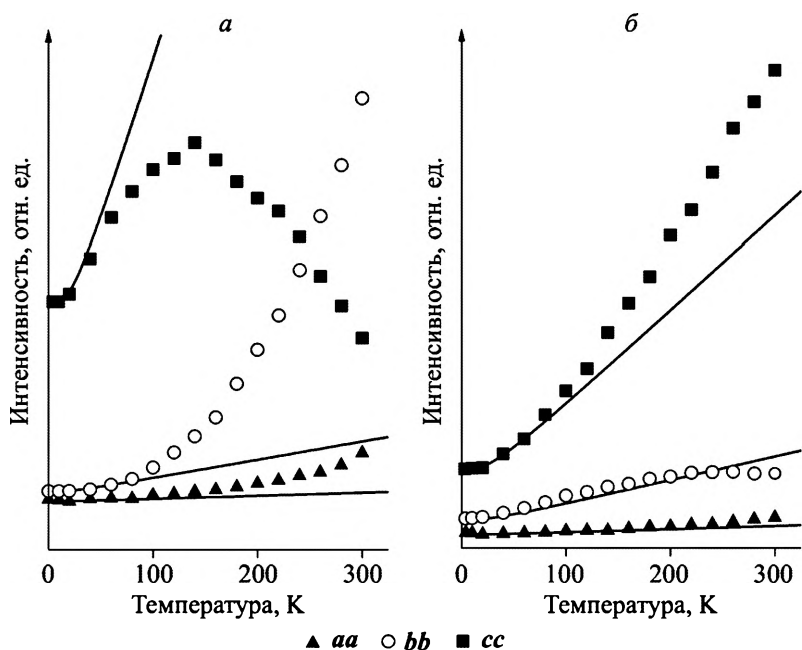 а б
Интенсивность, отн. ед.
Интенсивность, отн. ед.
0 100 200 300
0 100 200 300
Температура, К
Температура, К
▲ aa ○ bb ■ cc